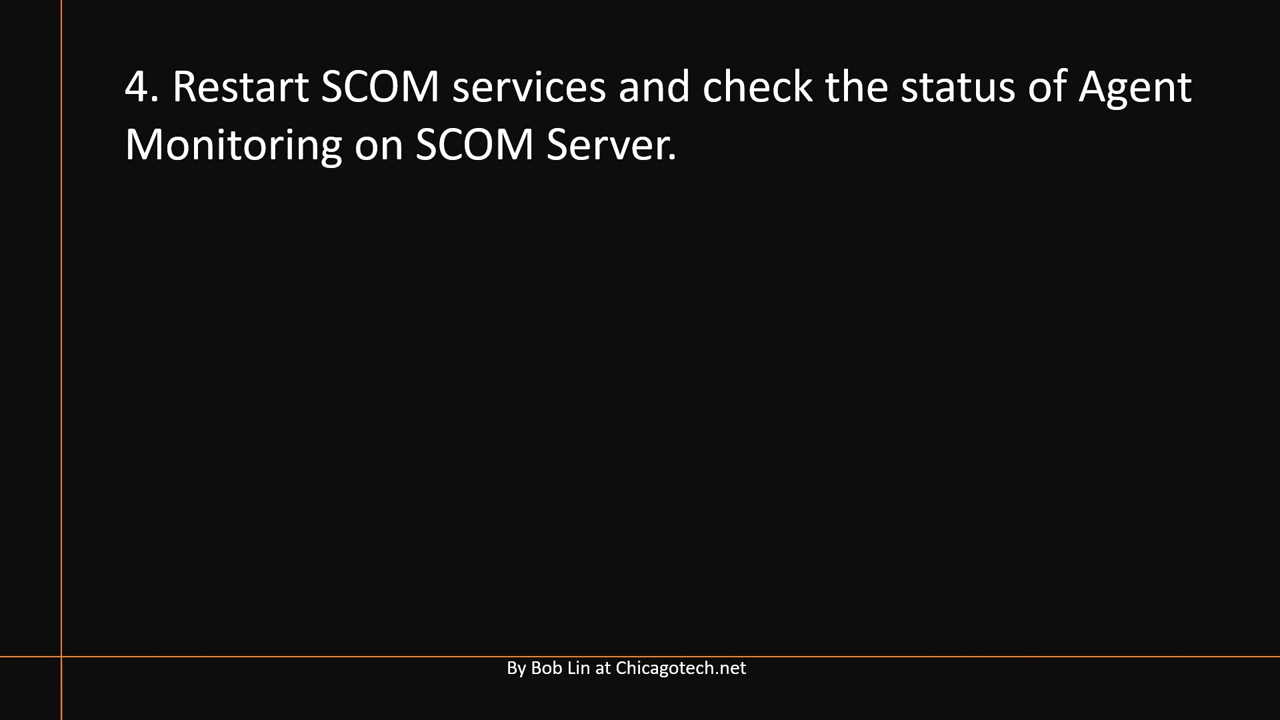 4. Restart SCOM services and check the status of Agent
Monitoring on SCOM Server.
By Bob Lin at Chicagotech.net